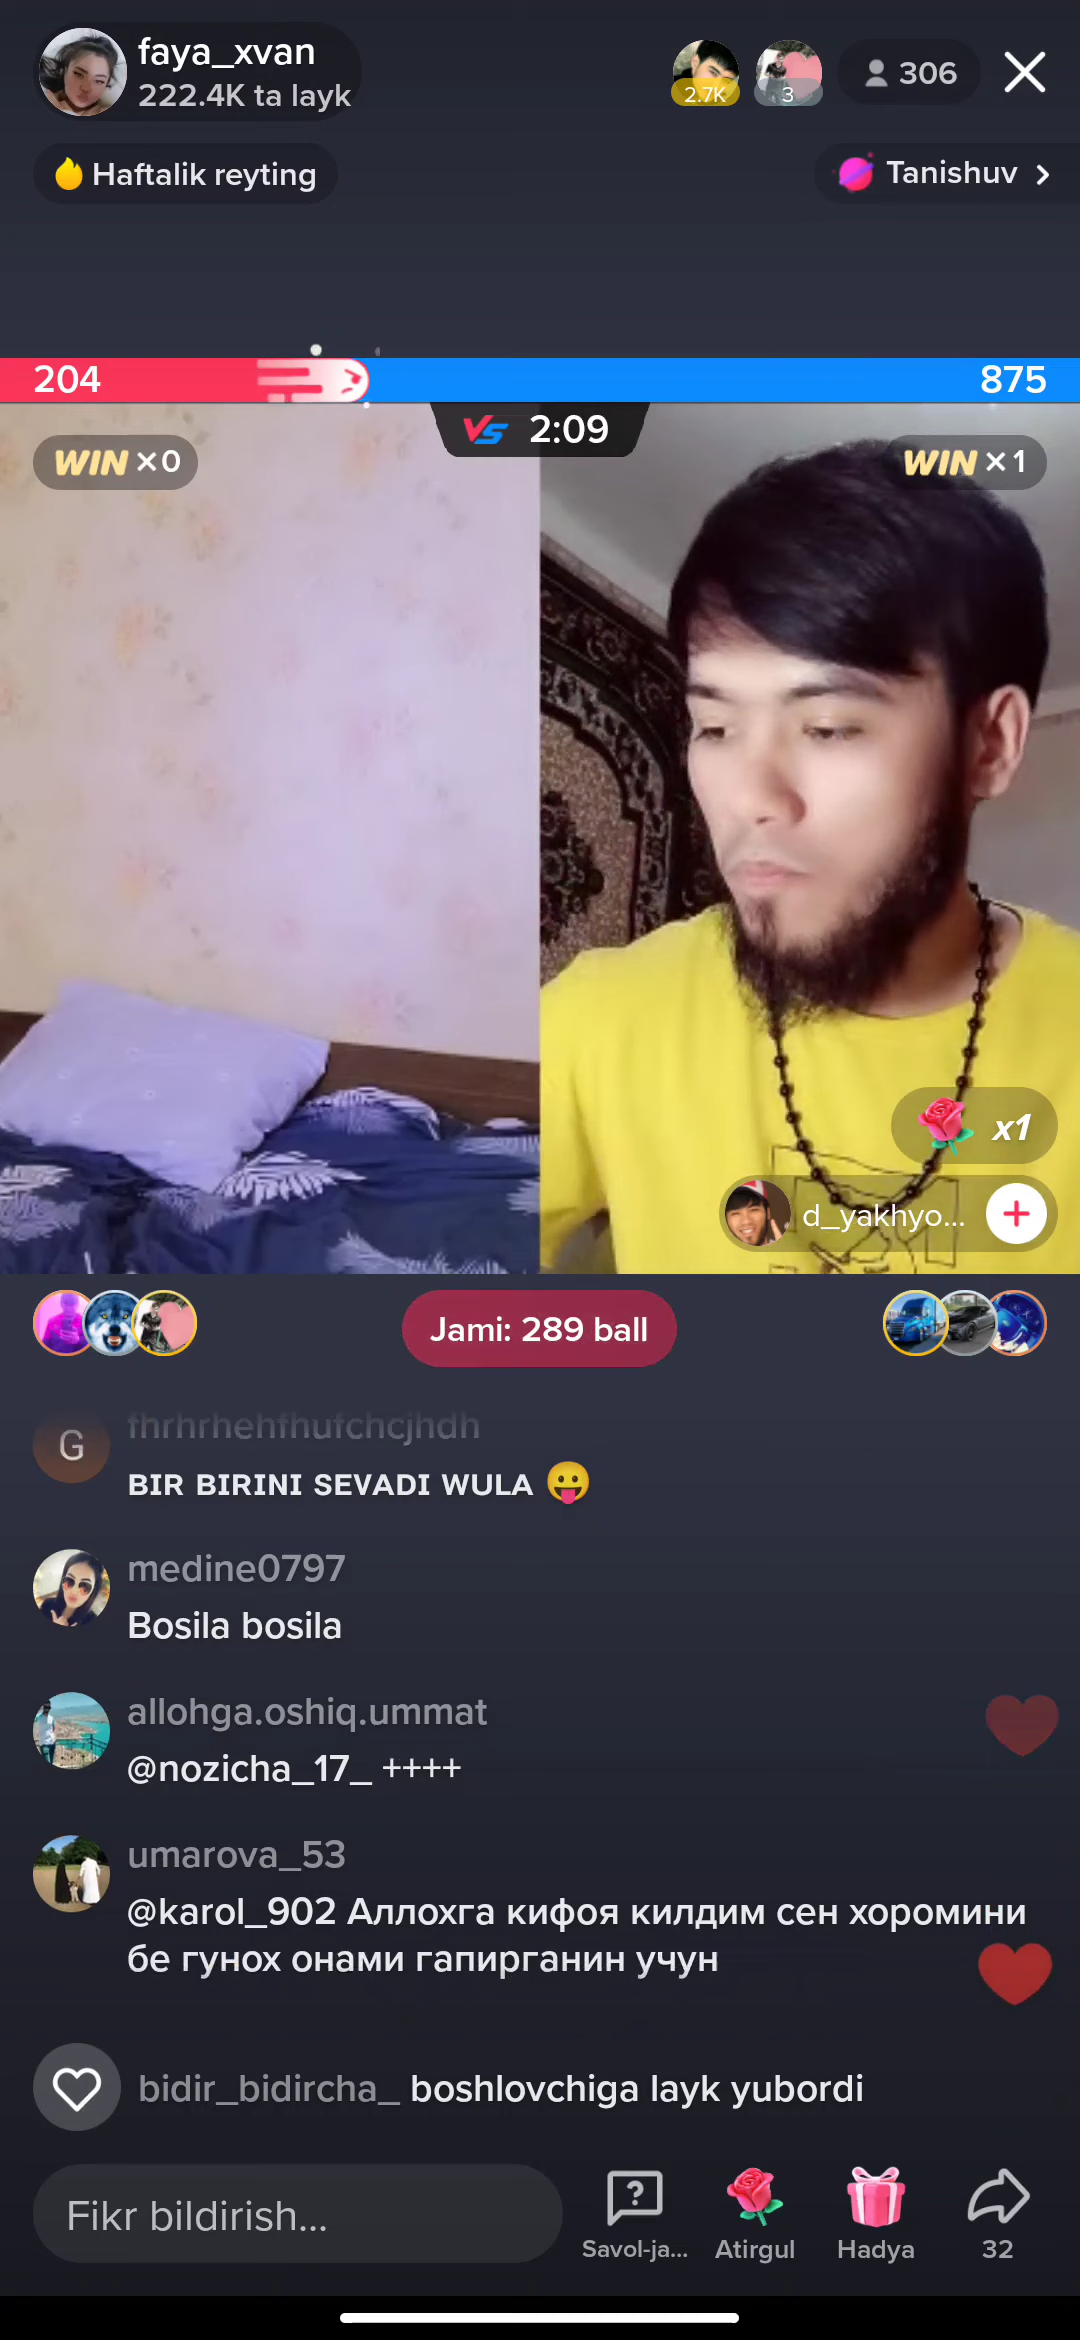 faya_xvan
222.4K ta layk
2.7K
3
306
Haftalik reyting
Tanishuv
204
875
VS 2:09
WIN ×0
WIN ×1
x1
d_yakhyo...
Jami: 289 ball
G
fhrhrhehfhufchcjhdh
BIR BIRINI SEVADI WULA
medine0797
Bosila bosila
allohga.oshiq.ummat
@nozicha_17_ ++++
umarova_53
@karol_902 Аллохга кифоя килдим сен хоромини
бе гунох онами гапирганин учун
bidir_bidircha_ boshlovchiga layk yubordi
Fikr bildirish...
Savol-ja...
Atirgul
Hadya
32